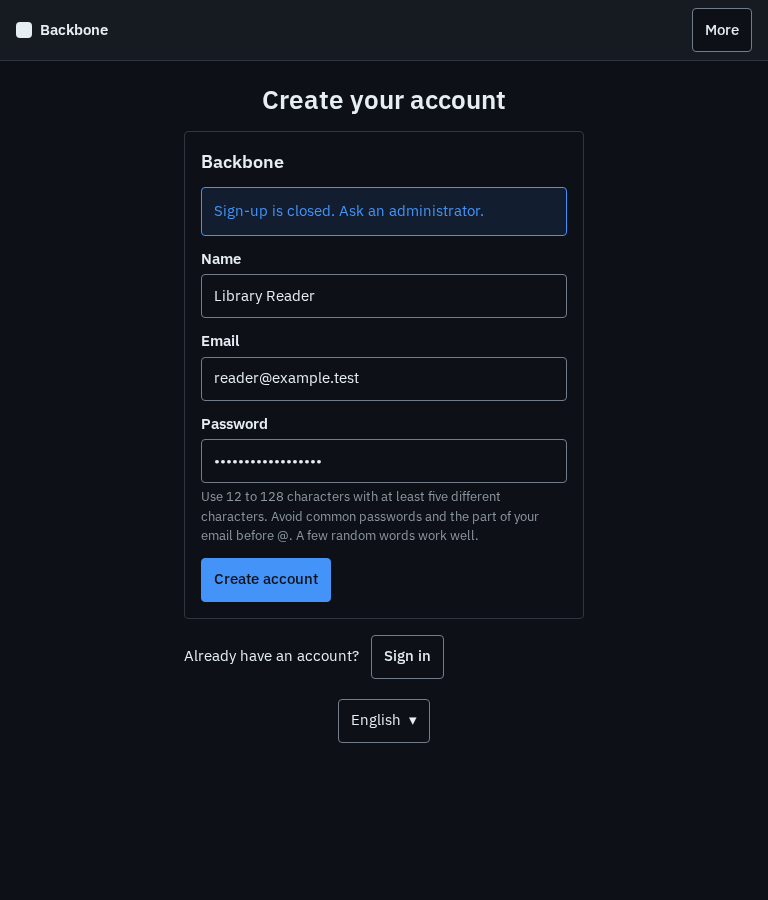 Backbone
More
Create your account
Backbone
Sign-up is closed. Ask an administrator.
Name
Library Reader
Email
reader@example.test
Password
••••••••••••••••••
Use 12 to 128 characters with at least five different
characters. Avoid common passwords and the part of your
email before @. A few random words work well.
Create account
Already have an account?
Sign in
English ▾